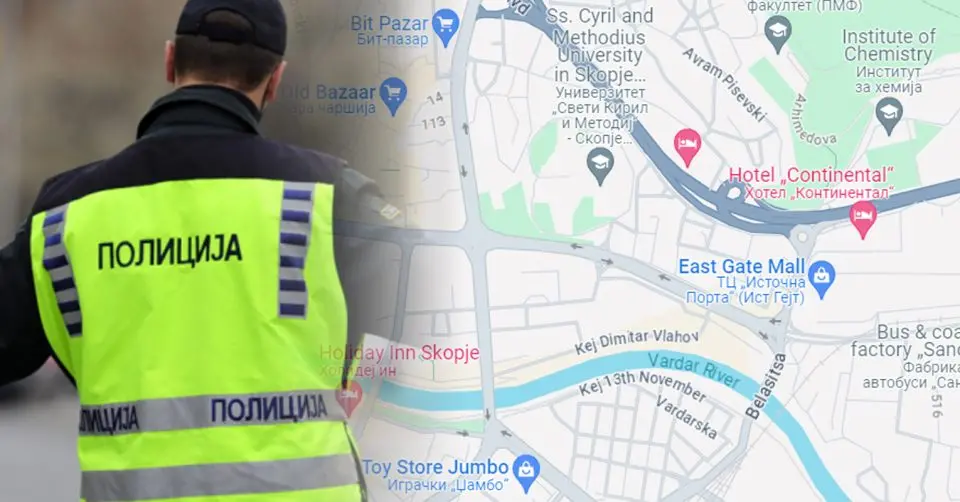 ПОЛИЦИЈА
ПОЛИЦИЈА
ПОЛИЦИЈА
Bit Pazar
Бит-пазар
Old Bazaar
ара чаршија
14
113
Ss. Cyril and
Methodius
University
in Skopje...
Универзитет
„Свети Кирил
и Методиј"
- Скопје...
Avram Pisevski
Arhimedova
факултет (ПМФ)
Institute of
Chemistry
Институт
за хемија
Hotel „Continental“
Хотел „Континентал“
East Gate Mall
ТЦ „Источна
Порта“ (Ист Гејт)
Bus & coa
factory „Sano
Фабрика
автобуси „Сан
516
Kej Dimitar Vlahov
Vardar River
Kej 13th November
Vardarska
Belasitsa
Holiday Inn Skopje
Холидеј ин
Toy Store Jumbo
Играчки „Џамбо“